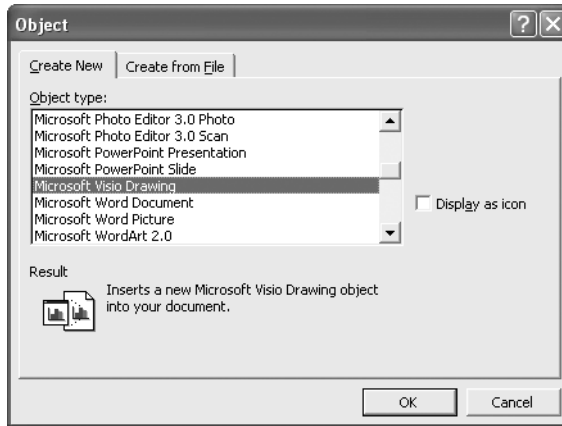 Object
Create New
Create from File
Object type:
Microsoft Photo Editor 3.0 Photo
Microsoft Photo Editor 3.0 Scan
Microsoft PowerPoint Presentation
Microsoft PowerPoint Slide
Microsoft Visio Drawing
Microsoft Word Document
Microsoft Word Picture
Microsoft WordArt 2.0
Display as icon
Result
Inserts a new Microsoft Visio Drawing object
into your document.
OK
Cancel